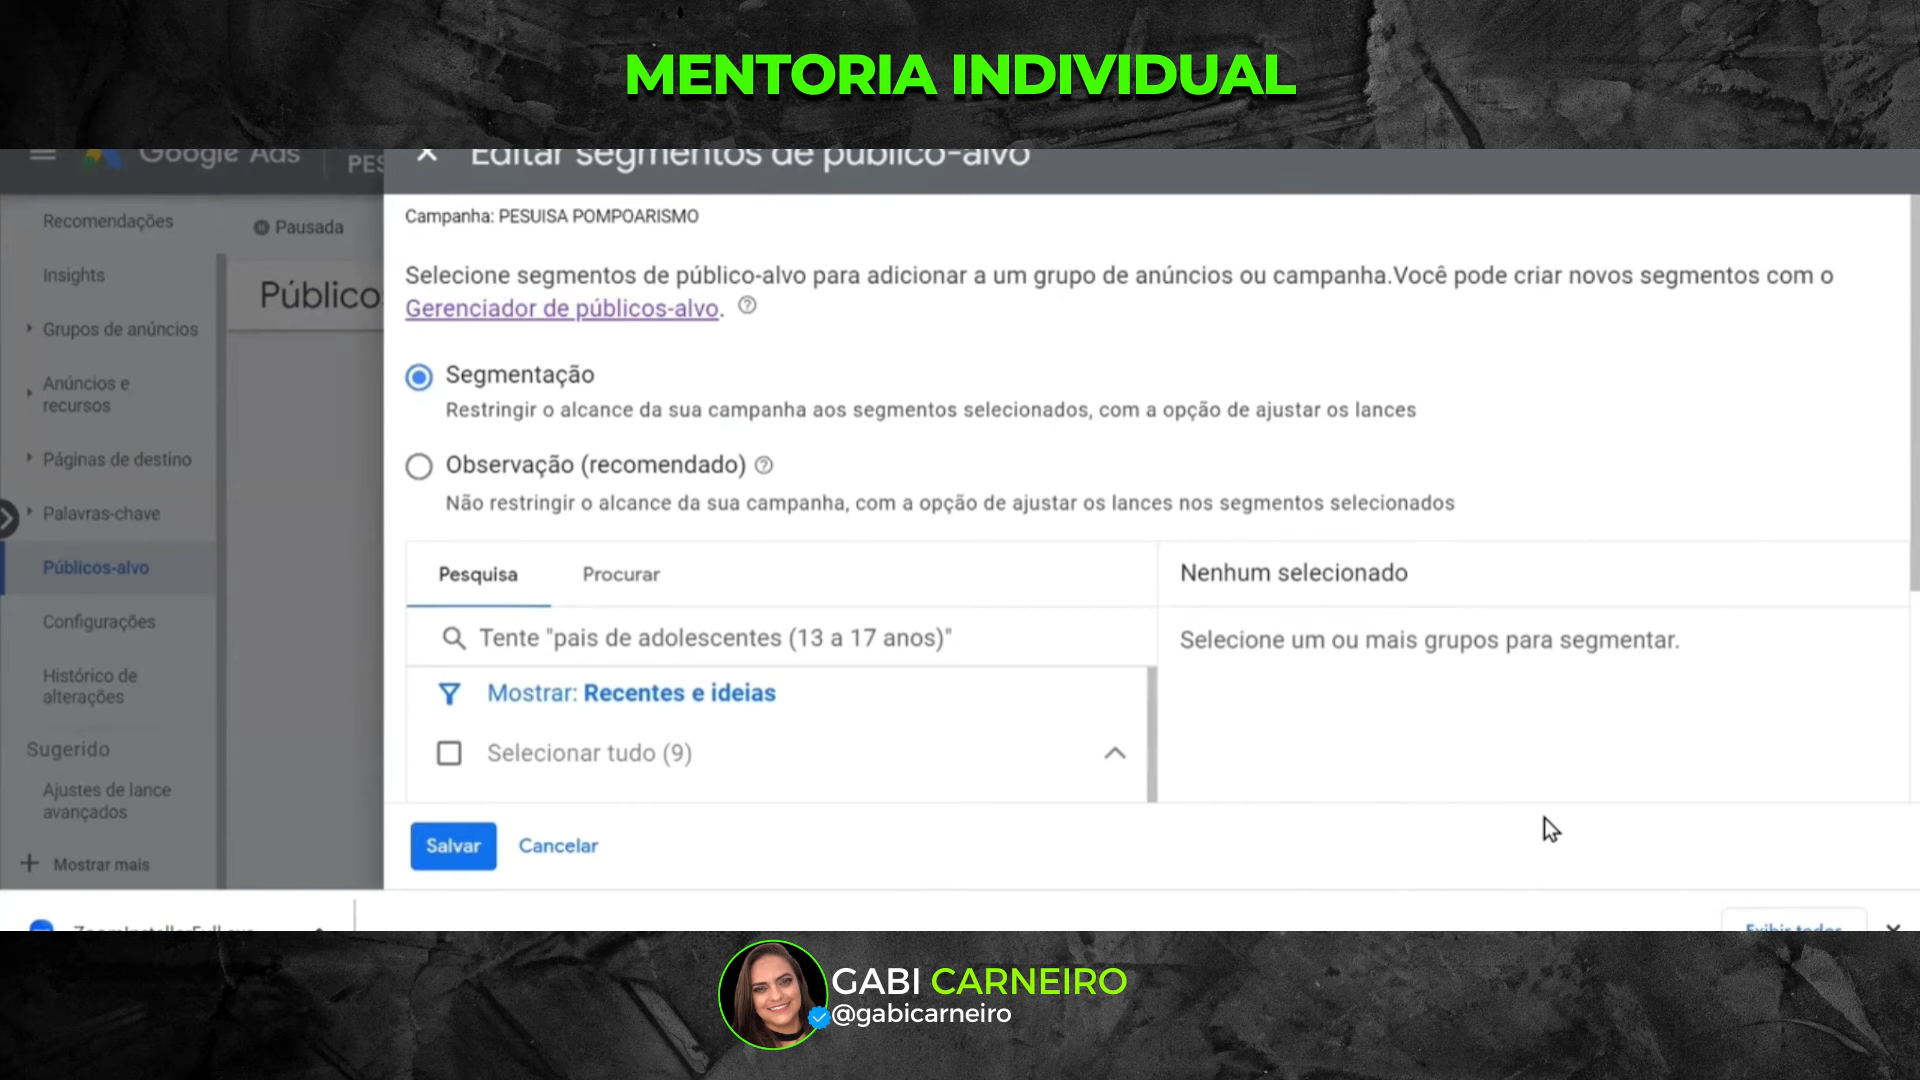 MENTORIA INDIVIDUAL
Google Ads
PES
Editar segmentos de público-alvo
Recomendações
Insights
Grupos de anúncios
Anúncios e
recursos
Páginas de destino
Palavras-chave
Públicos-alvo
Configurações
Histórico de
alterações
Sugerido
Ajustes de lance
avançados
Mostrar mais
Pausada
Público
Campanha: PESUISA POMPOARISMO
Selecione segmentos de público-alvo para adicionar a um grupo de anúncios ou campanha.Você pode criar novos segmentos com o
Gerenciador de públicos-alvo.
Segmentação
Restringir o alcance da sua campanha aos segmentos selecionados, com a opção de ajustar os lances
Observação (recomendado)
Não restringir o alcance da sua campanha, com a opção de ajustar os lances nos segmentos selecionados
Pesquisa
Procurar
Tente "pais de adolescentes (13 a 17 anos)"
Mostrar: Recentes e ideias
Selecionar tudo (9)
Nenhum selecionado
Selecione um ou mais grupos para segmentar.
Salvar
Cancelar
Exibir todos
GABI CARNEIRO
@gabicarneiro